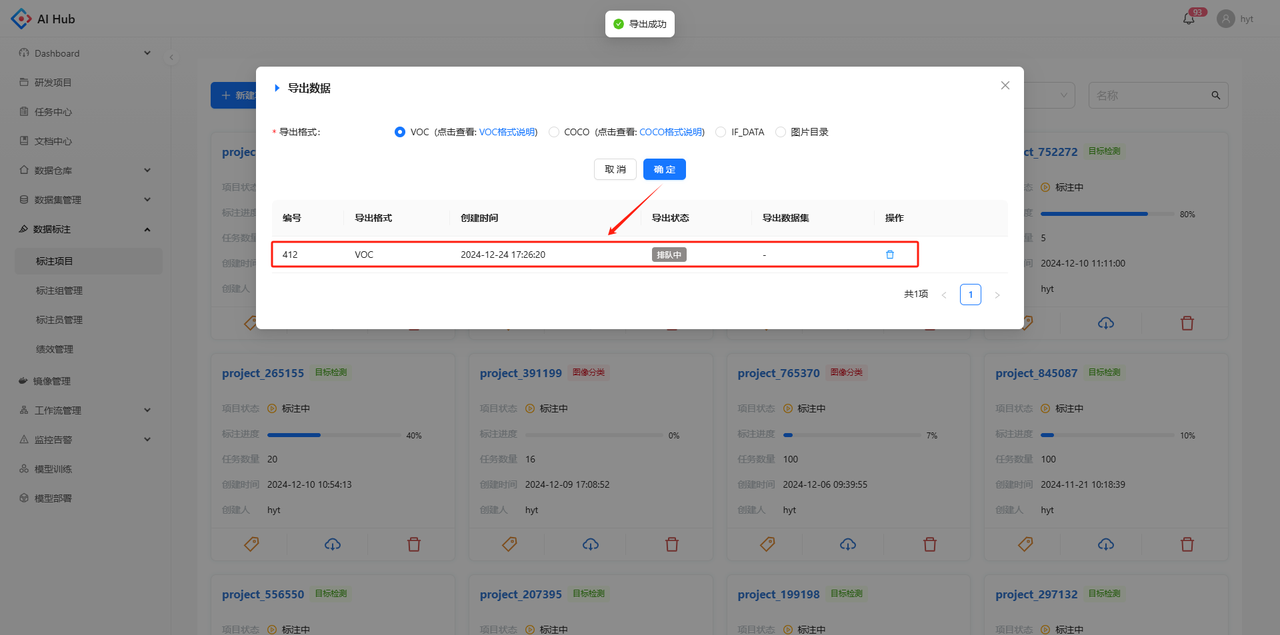 AI Hub
导出成功
93
hyt
Dashboard
研发项目
任务中心
文档中心
数据仓库
数据集管理
数据标注
标注项目
标注组管理
标注员管理
绩效管理
镜像管理
工作流管理
监控告警
模型训练
模型部署
+ 新建
名称
导出数据
* 导出格式:
VOC (点击查看: VOC格式说明)
COCO (点击查看: COCO格式说明)
IF_DATA
图片目录
取 消
确 定
编号 导出格式 创建时间 导出状态 导出数据集 操作
412 VOC 2024-12-24 17:26:20 排队中 -
共1项 < 1 >
project
项目状态
标注进度
任务数量
创建时间
创建人
ct_752272 目标检测
标注中
80%
5
2024-12-10 11:11:00
hyt
project_265155 目标检测
项目状态 标注中
标注进度 40%
任务数量 20
创建时间 2024-12-10 10:54:13
创建人 hyt
project_391199 图像分类
项目状态 标注中
标注进度 0%
任务数量 16
创建时间 2024-12-09 17:08:52
创建人 hyt
project_765370 图像分类
项目状态 标注中
标注进度 7%
任务数量 100
创建时间 2024-12-06 09:39:55
创建人 hyt
project_845087 目标检测
项目状态 标注中
标注进度 10%
任务数量 100
创建时间 2024-11-21 10:18:39
创建人 hyt
project_556550 目标检测
项目状态 标注中
project_207395 目标检测
项目状态 标注中
project_199198 目标检测
项目状态 标注中
project_297132 目标检测
项目状态 标注中